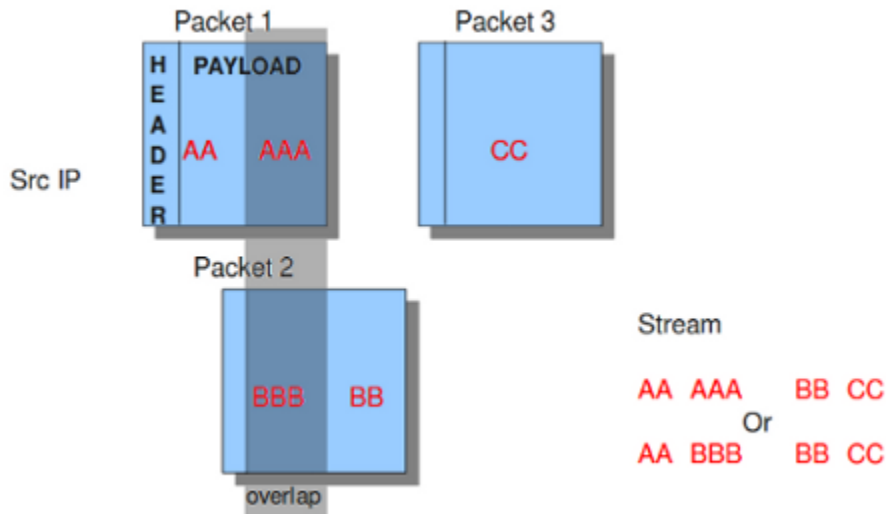 Packet 1
Packet 3
HEADER
PAYLOAD
AA AAA
CC
Src IP
Packet 2
BBB BB
overlap
Stream
AA AAA BB CC
Or
AA BBB BB CC